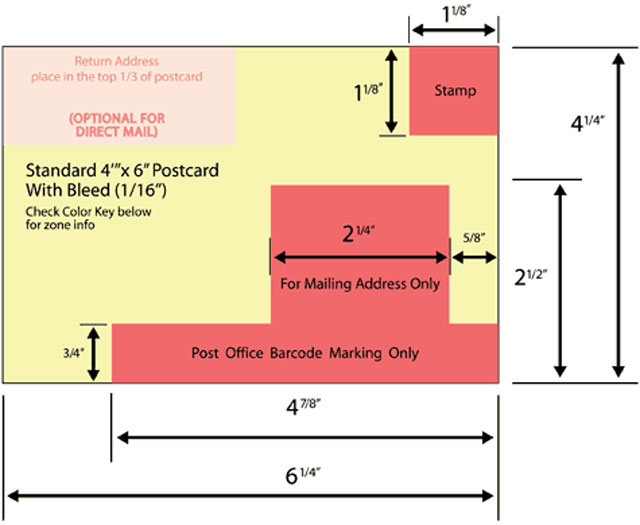 1 1/8″
Return Address
place in the top 1/3 of postcard
(OPTIONAL FOR
DIRECT MAIL)
1 1/8″
Stamp
4 1/4″
Standard 4‴x 6″ Postcard
With Bleed (1/16″)
Check Color Key below
for zone info
2 1/4″
5/8″
For Mailing Address Only
2 1/2″
3/4″
Post Office Barcode Marking Only
4 7/8″
6 1/4″